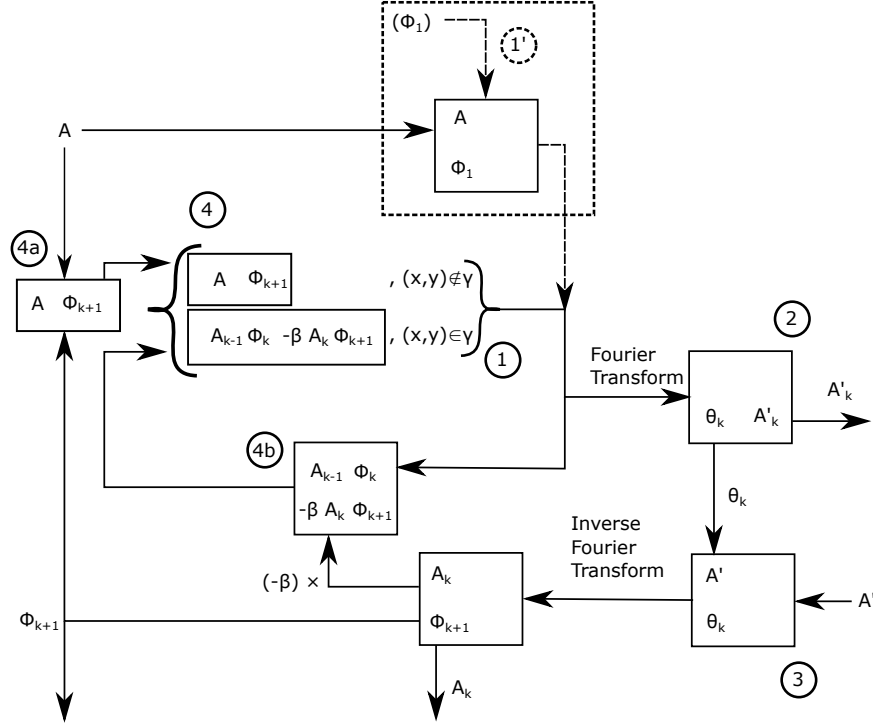 (Φ₁)
1'
A
A
Φ₁
4
4a
A Φₖ₊₁
A Φₖ₊₁ , (x,y)∉γ
Aₖ₋₁ Φₖ -β Aₖ Φₖ₊₁ , (x,y)∈γ
1
2
Fourier
Transform
θₖ A'ₖ
A'ₖ
4b
Aₖ₋₁ Φₖ
-β Aₖ Φₖ₊₁
θₖ
Inverse
Fourier
Transform
(-β) ×
Aₖ
Φₖ₊₁
A'
θₖ
A'
Φₖ₊₁
Aₖ
3